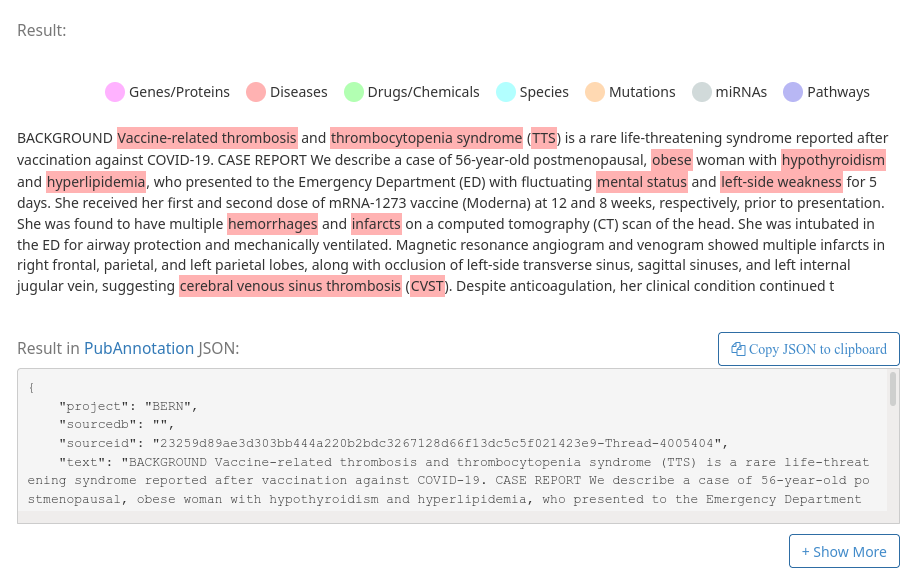 Result:
Genes/Proteins Diseases Drugs/Chemicals Species Mutations miRNAs Pathways
BACKGROUND Vaccine-related thrombosis and thrombocytopenia syndrome (TTS) is a rare life-threatening syndrome reported after
vaccination against COVID-19. CASE REPORT We describe a case of 56-year-old postmenopausal, obese woman with hypothyroidism
and hyperlipidemia, who presented to the Emergency Department (ED) with fluctuating mental status and left-side weakness for 5
days. She received her first and second dose of mRNA-1273 vaccine (Moderna) at 12 and 8 weeks, respectively, prior to presentation.
She was found to have multiple hemorrhages and infarcts on a computed tomography (CT) scan of the head. She was intubated in
the ED for airway protection and mechanically ventilated. Magnetic resonance angiogram and venogram showed multiple infarcts in
right frontal, parietal, and left parietal lobes, along with occlusion of left-side transverse sinus, sagittal sinuses, and left internal
jugular vein, suggesting cerebral venous sinus thrombosis (CVST). Despite anticoagulation, her clinical condition continued t
Result in PubAnnotation JSON:
Copy JSON to clipboard
{
"project": "BERN",
"sourcedb": "",
"sourceid": "23259d89ae3d303bb444a220b2bdc3267128d66f13dc5c5f021423e9-Thread-4005404",
"text": "BACKGROUND Vaccine-related thrombosis and thrombocytopenia syndrome (TTS) is a rare life-threat
ening syndrome reported after vaccination against COVID-19. CASE REPORT We describe a case of 56-year-old po
stmenopausal, obese woman with hypothyroidism and hyperlipidemia, who presented to the Emergency Department
+ Show More